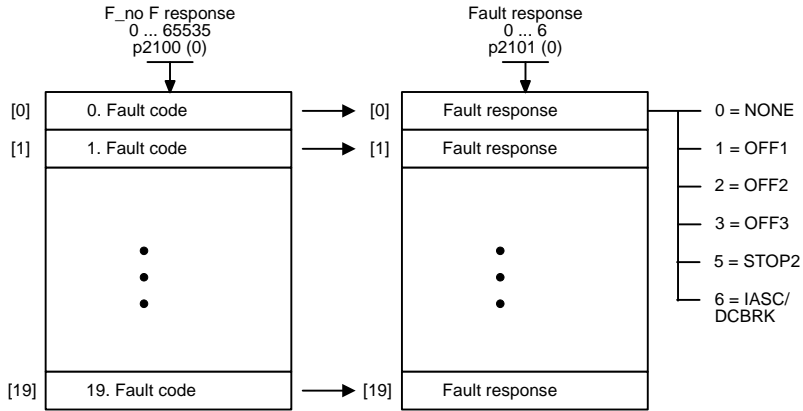 F_no F response
0 ... 65535
p2100 (0)
Fault response
0 ... 6
p2101 (0)
[0] 0. Fault code [0] Fault response 0 = NONE
[1] 1. Fault code [1] Fault response 1 = OFF1
2 = OFF2
3 = OFF3
5 = STOP2
6 = IASC/
DCBRK
[19] 19. Fault code [19] Fault response